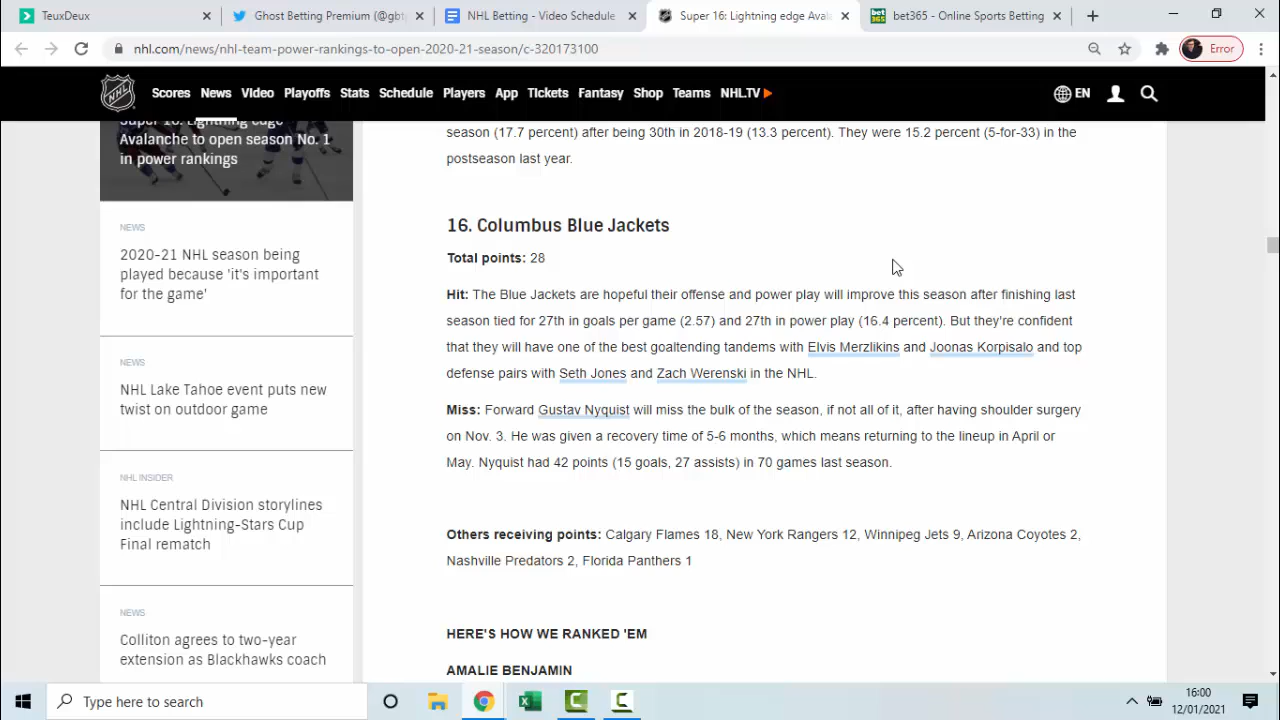 TeuxDeux
Ghost Betting Premium (@gh
NHL Betting - Video Schedule
Super 16: Lightning edge Avala
bet365 - Online Sports Betting
nhl.com/news/nhl-team-power-rankings-to-open-2020-21-season/c-320173100
Error
NHL
Scores News Video Playoffs Stats Schedule Players App Tickets Fantasy Shop Teams NHL.TV EN
Super 16: Lightning edge
Avalanche to open season No. 1
in power rankings
NEWS
2020-21 NHL season being
played because 'it's important
for the game'
NEWS
NHL Lake Tahoe event puts new
twist on outdoor game
NHL INSIDER
NHL Central Division storylines
include Lightning-Stars Cup
Final rematch
NEWS
Colliton agrees to two-year
extension as Blackhawks coach
season (17.7 percent) after being 30th in 2018-19 (13.3 percent). They were 15.2 percent (5-for-33) in the
postseason last year.
16. Columbus Blue Jackets
Total points: 28
Hit: The Blue Jackets are hopeful their offense and power play will improve this season after finishing last
season tied for 27th in goals per game (2.57) and 27th in power play (16.4 percent). But they're confident
that they will have one of the best goaltending tandems with Elvis Merzlikins and Joonas Korpisalo and top
defense pairs with Seth Jones and Zach Werenski in the NHL.
Miss: Forward Gustav Nyquist will miss the bulk of the season, if not all of it, after having shoulder surgery
on Nov. 3. He was given a recovery time of 5-6 months, which means returning to the lineup in April or
May. Nyquist had 42 points (15 goals, 27 assists) in 70 games last season.
Others receiving points: Calgary Flames 18, New York Rangers 12, Winnipeg Jets 9, Arizona Coyotes 2,
Nashville Predators 2, Florida Panthers 1
HERE'S HOW WE RANKED 'EM
AMALIE BENJAMIN
Type here to search
16:00
12/01/2021